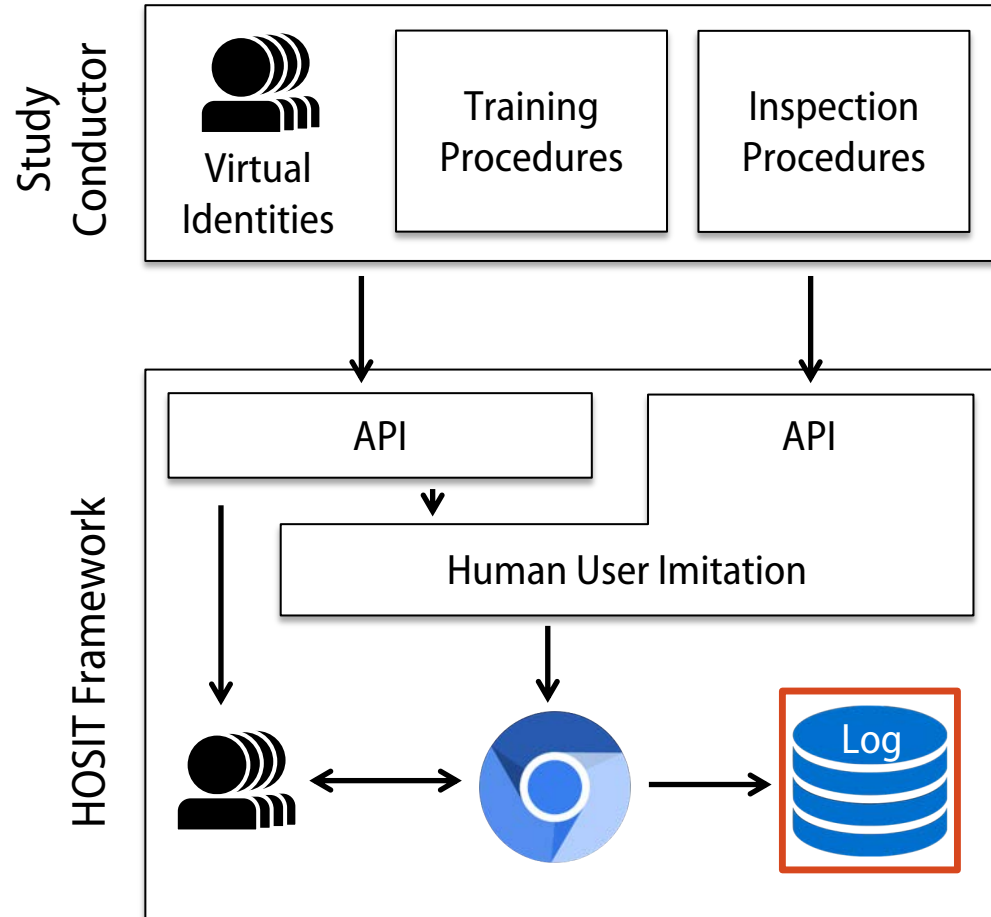 Study
Conductor
Virtual
Identities
Training
Procedures
Inspection
Procedures
HOSIT Framework
API
API
Human User Imitation
Log